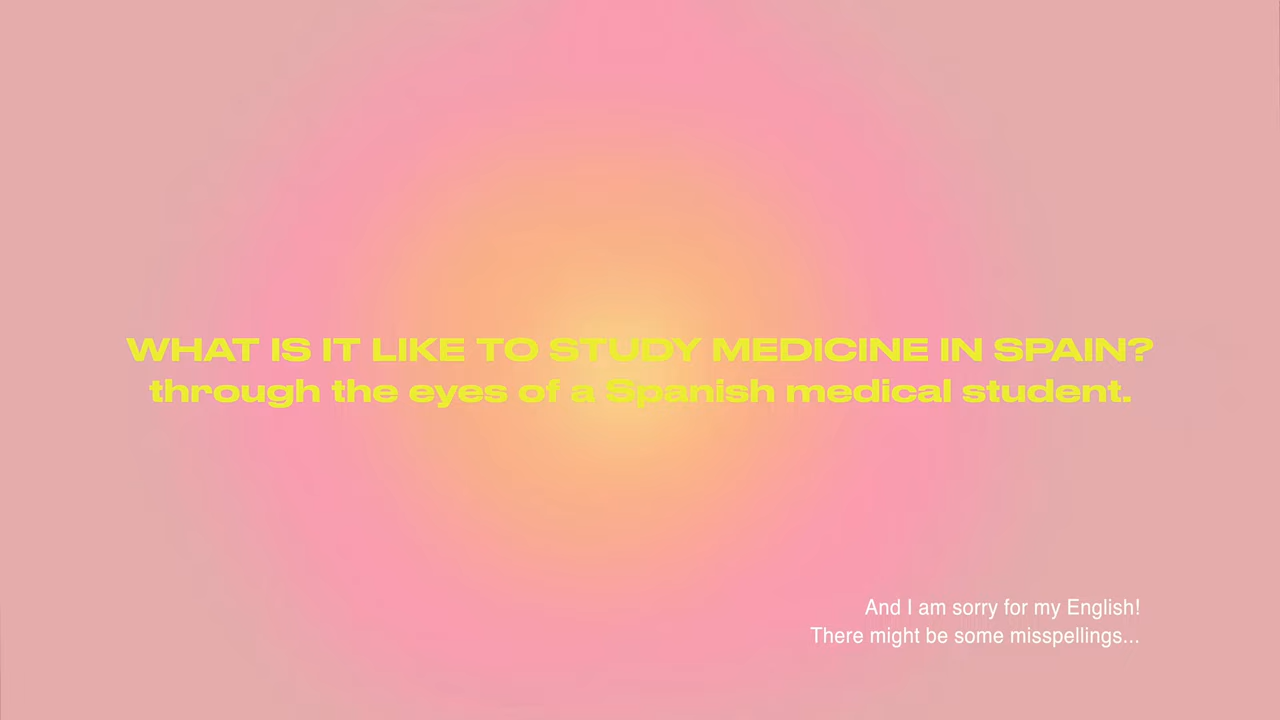 WHAT IS IT LIKE TO STUDY MEDICINE IN SPAIN?
through the eyes of a Spanish medical student.
And I am sorry for my English!
There might be some misspellings...